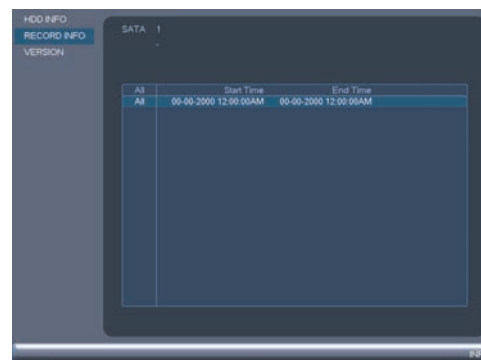 HDD INFO
RECORD INFO
VERSION
SATA 1
-
All Start Time End Time
All 00-00-2000 12:00:00AM 00-00-2000 12:00:00AM